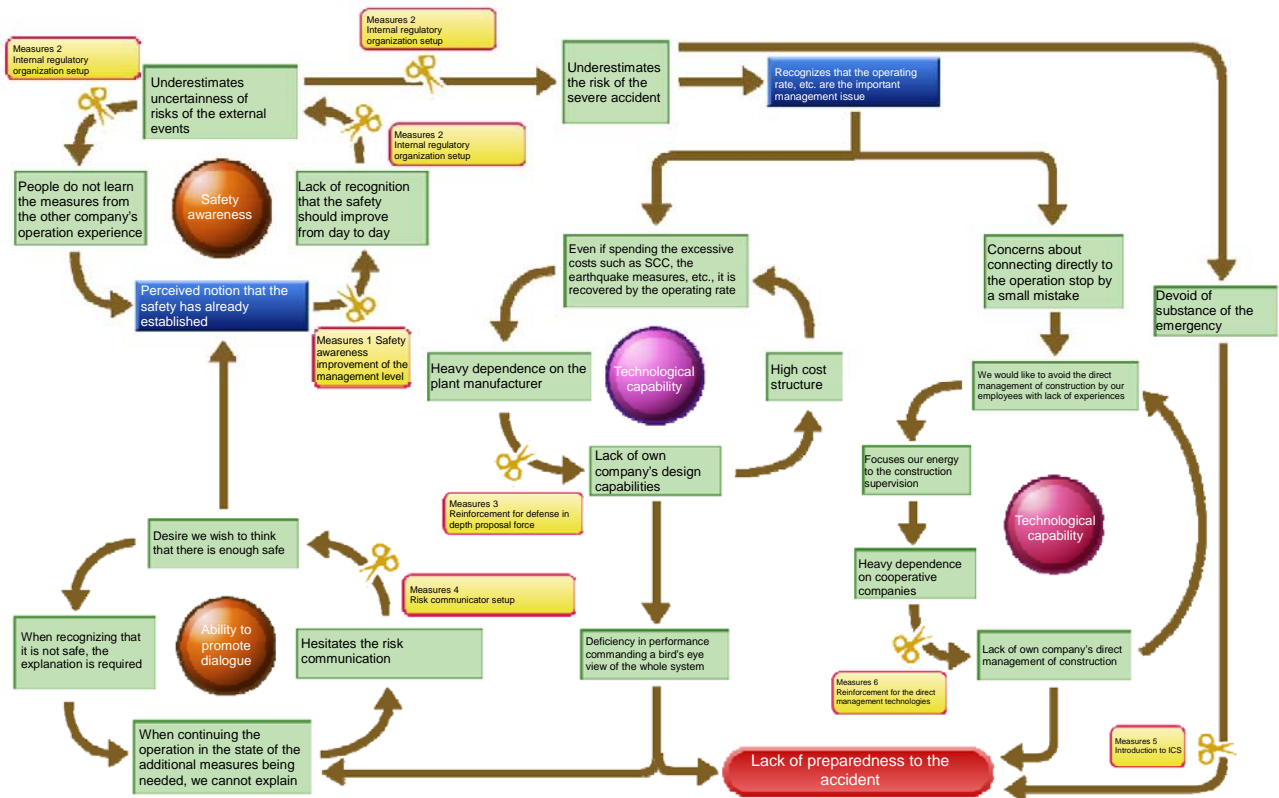 Measures 2
Internal regulatory
organization setup
Measures 2
Internal regulatory
organization setup
Underestimates
uncertainness of
risks of the external
events
Underestimates
the risk of the
severe accident
Recognizes that the operating
rate, etc. are the important
management issue
Measures 2
Internal regulatory
organization setup
People do not learn
the measures from
the other company's
operation experience
Safety
awareness
Lack of recognition
that the safety
should improve
from day to day
Even if spending the excessive
costs such as SCC, the
earthquake measures, etc., it is
recovered by the operating rate
Concerns about
connecting directly to
the operation stop by
a small mistake
Perceived notion that the
safety has already
established
Devoid of
substance of the
emergency
Measures 1 Safety
awareness
improvement of the
management level
Heavy dependence on the
plant manufacturer
Technological
capability
High cost
structure
We would like to avoid the direct
management of construction by our
employees with lack of experiences
Lack of own
company's design
capabilities
Focuses our energy
to the construction
supervision
Measures 3
Reinforcement for defense in
depth proposal force
Technological
capability
Desire we wish to think
that there is enough safe
Heavy dependence
on cooperative
companies
Measures 4
Risk communicator setup
When recognizing that
it is not safe, the
explanation is required
Ability to
promote
dialogue
Hesitates the risk
communication
Deficiency in performance
commanding a bird's eye
view of the whole system
Lack of own company's direct
management of construction
Measures 6
Reinforcement for the direct
management technologies
When continuing the
operation in the state of the
additional measures being
needed, we cannot explain
Lack of preparedness to the
accident
Measures 5
Introduction to ICS